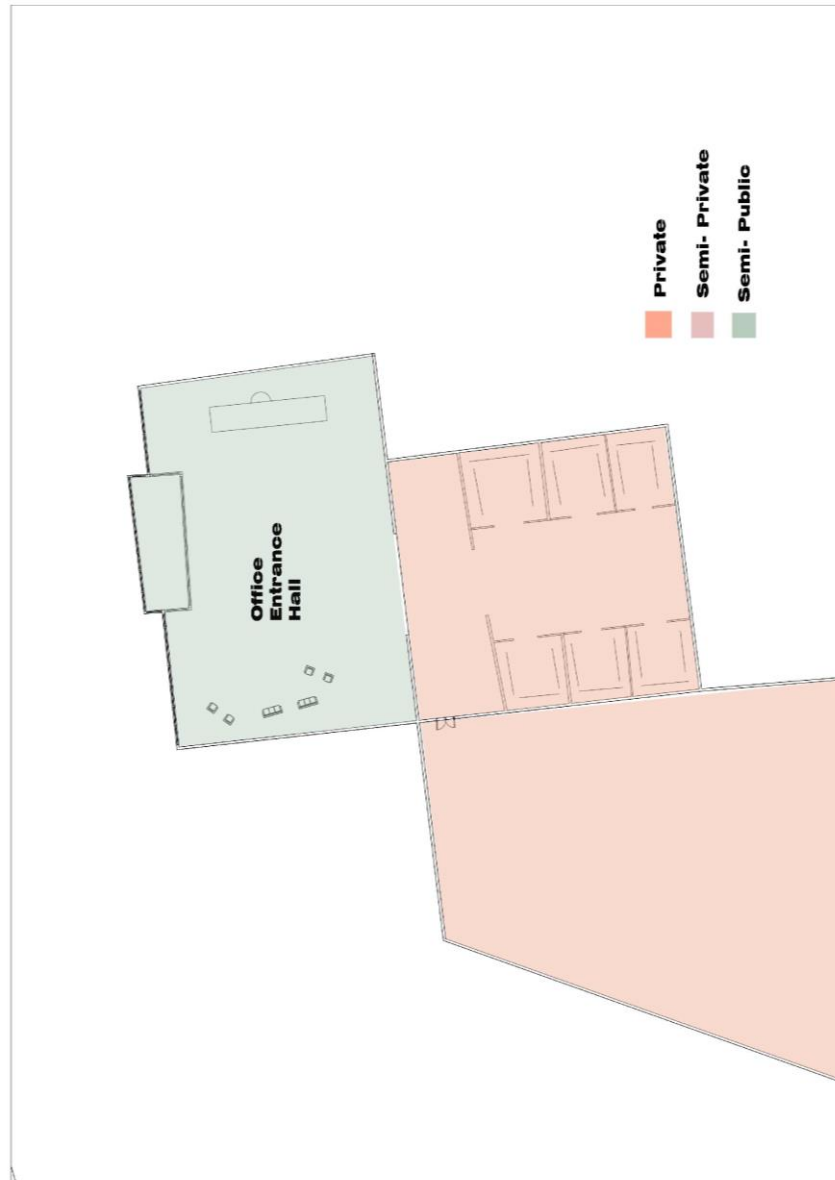 Private
Semi- Private
Semi- Public
Office
Entrance
Hall